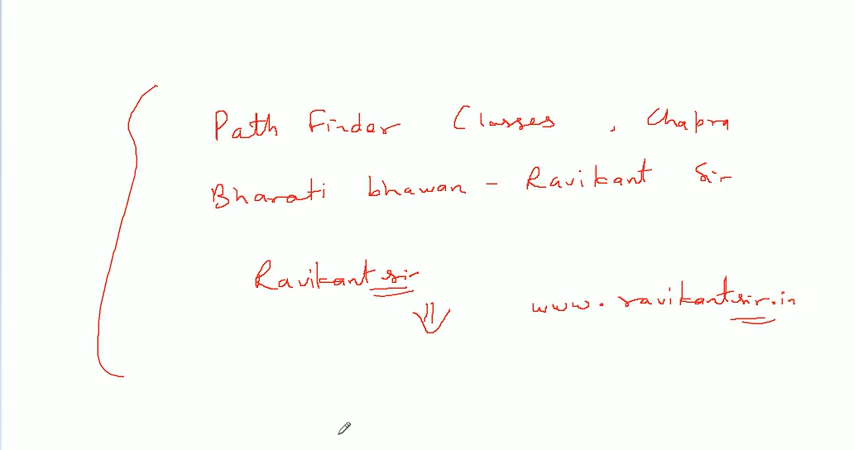 Path Finder Classes , Chapra
Bharati bhawan - Ravikant Sir
Ravikant sir
www.ravikantsir.in